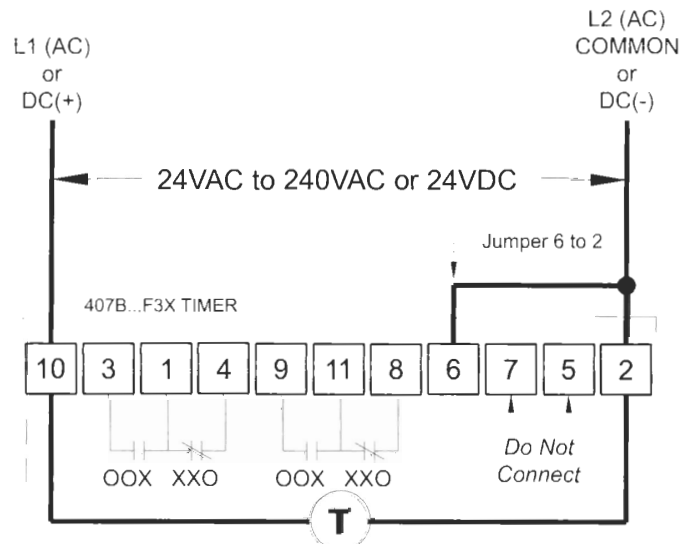 L1 (AC)
or
DC(+)
L2 (AC)
COMMON
or
DC(-)
24VAC to 240VAC or 24VDC
Jumper 6 to 2
407B...F3X TIMER
10 3 1 4 9 11 8 6 7 5 2
OOX XXO OOX XXO
Do Not
Connect
T